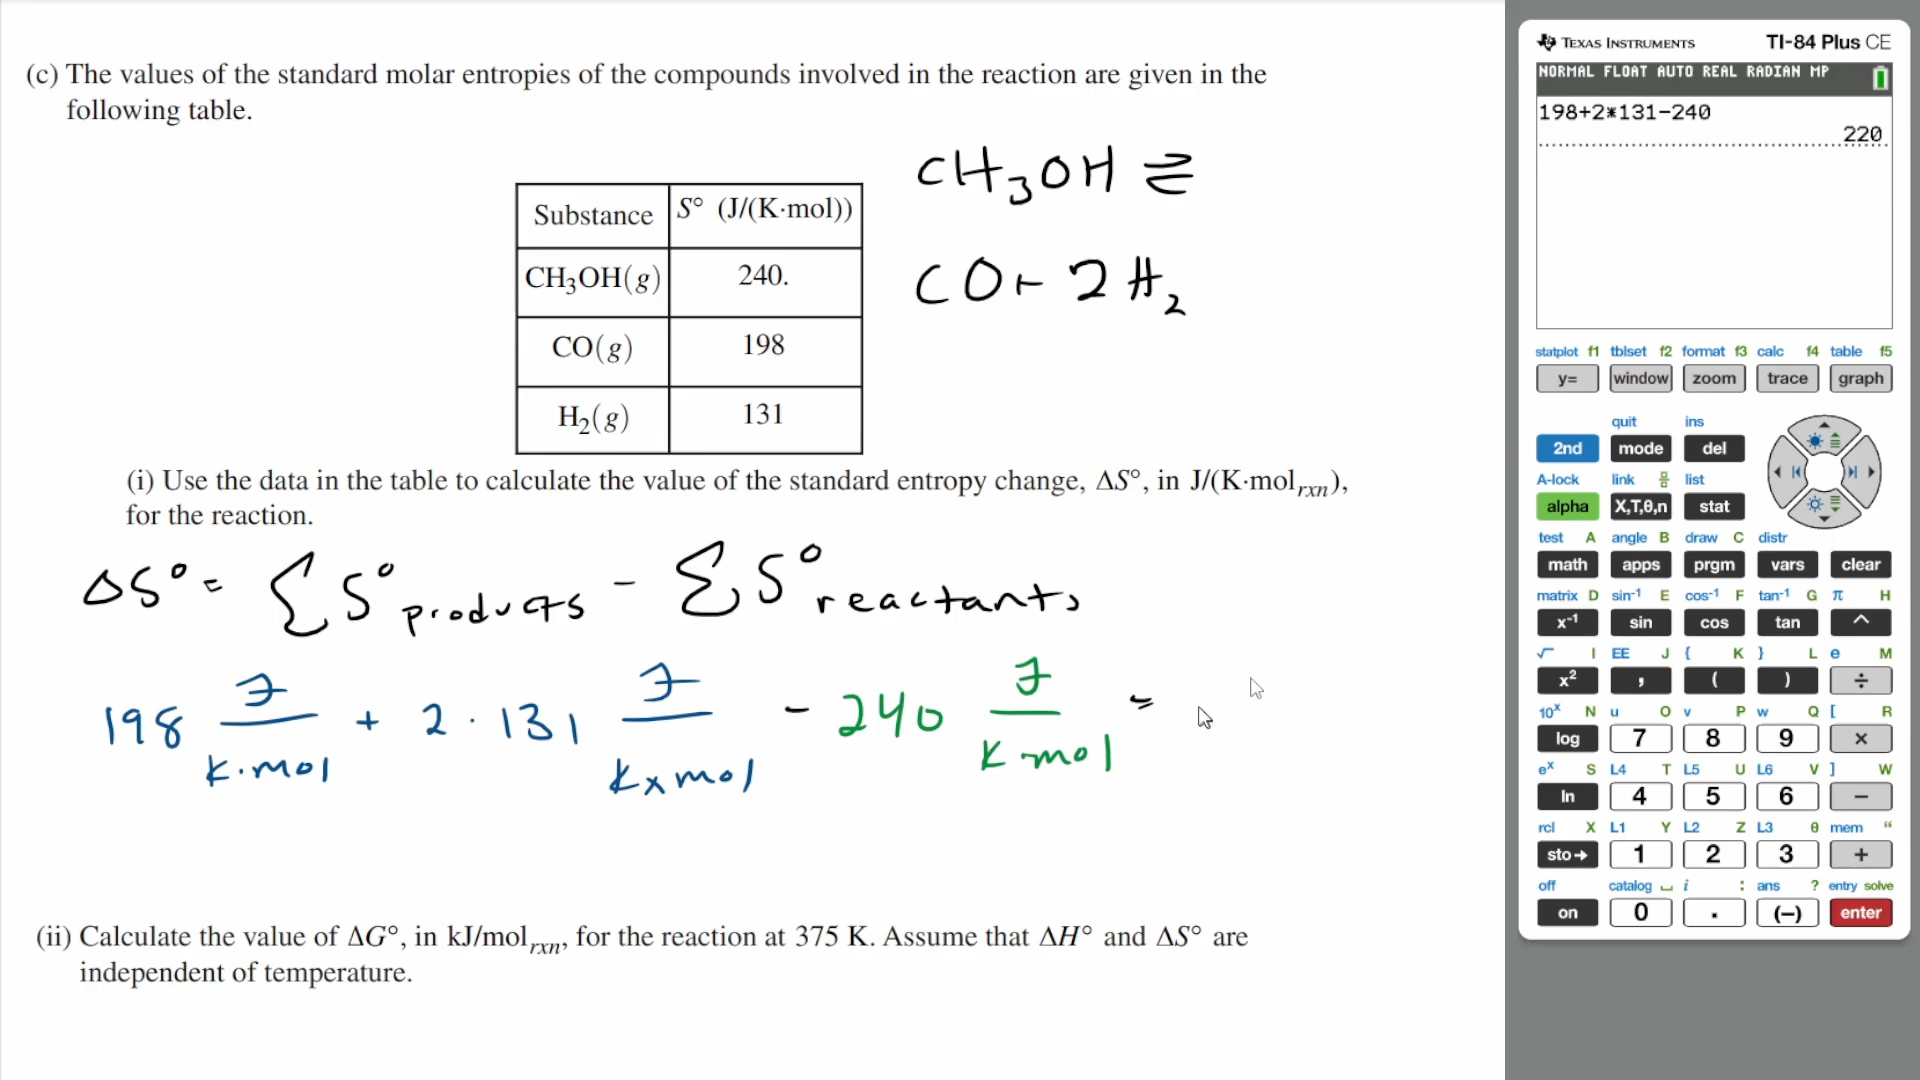 (c) The values of the standard molar entropies of the compounds involved in the reaction are given in the
following table.
Substance S° (J/(K·mol))
CH₃OH(g) 240.
CO(g) 198
H₂(g) 131
CH₃OH ⇌
CO + 2 H₂
(i) Use the data in the table to calculate the value of the standard entropy change, ΔS°, in J/(K·mol_rxn),
for the reaction.
ΔS° = Σ S° products - Σ S° reactants
198 J/K·mol + 2 · 131 J/K×mol - 240 J/K·mol =
(ii) Calculate the value of ΔG°, in kJ/mol_rxn, for the reaction at 375 K. Assume that ΔH° and ΔS° are
independent of temperature.
TEXAS INSTRUMENTS TI-84 Plus CE
NORMAL FLOAT AUTO REAL RADIAN MP
198+2*131-240
220
statplot f1 tblset f2 format f3 calc f4 table f5
y= window zoom trace graph
quit ins
2nd mode del
A-lock link list
alpha X,T,θ,n stat
test A angle B draw C distr
math apps prgm vars clear
matrix D sin⁻¹ E cos⁻¹ F tan⁻¹ G π H
x⁻¹ sin cos tan ^
√ I EE J { K } L e M
x² , ( ) ÷
10ˣ N u O v P w Q [ R
log 7 8 9 ×
eˣ S L4 T L5 U L6 V ] W
ln 4 5 6 −
rcl X L1 Y L2 Z L3 θ mem “
sto→ 1 2 3 +
off catalog ⎵ i : ans ? entry solve
on 0 . (−) enter